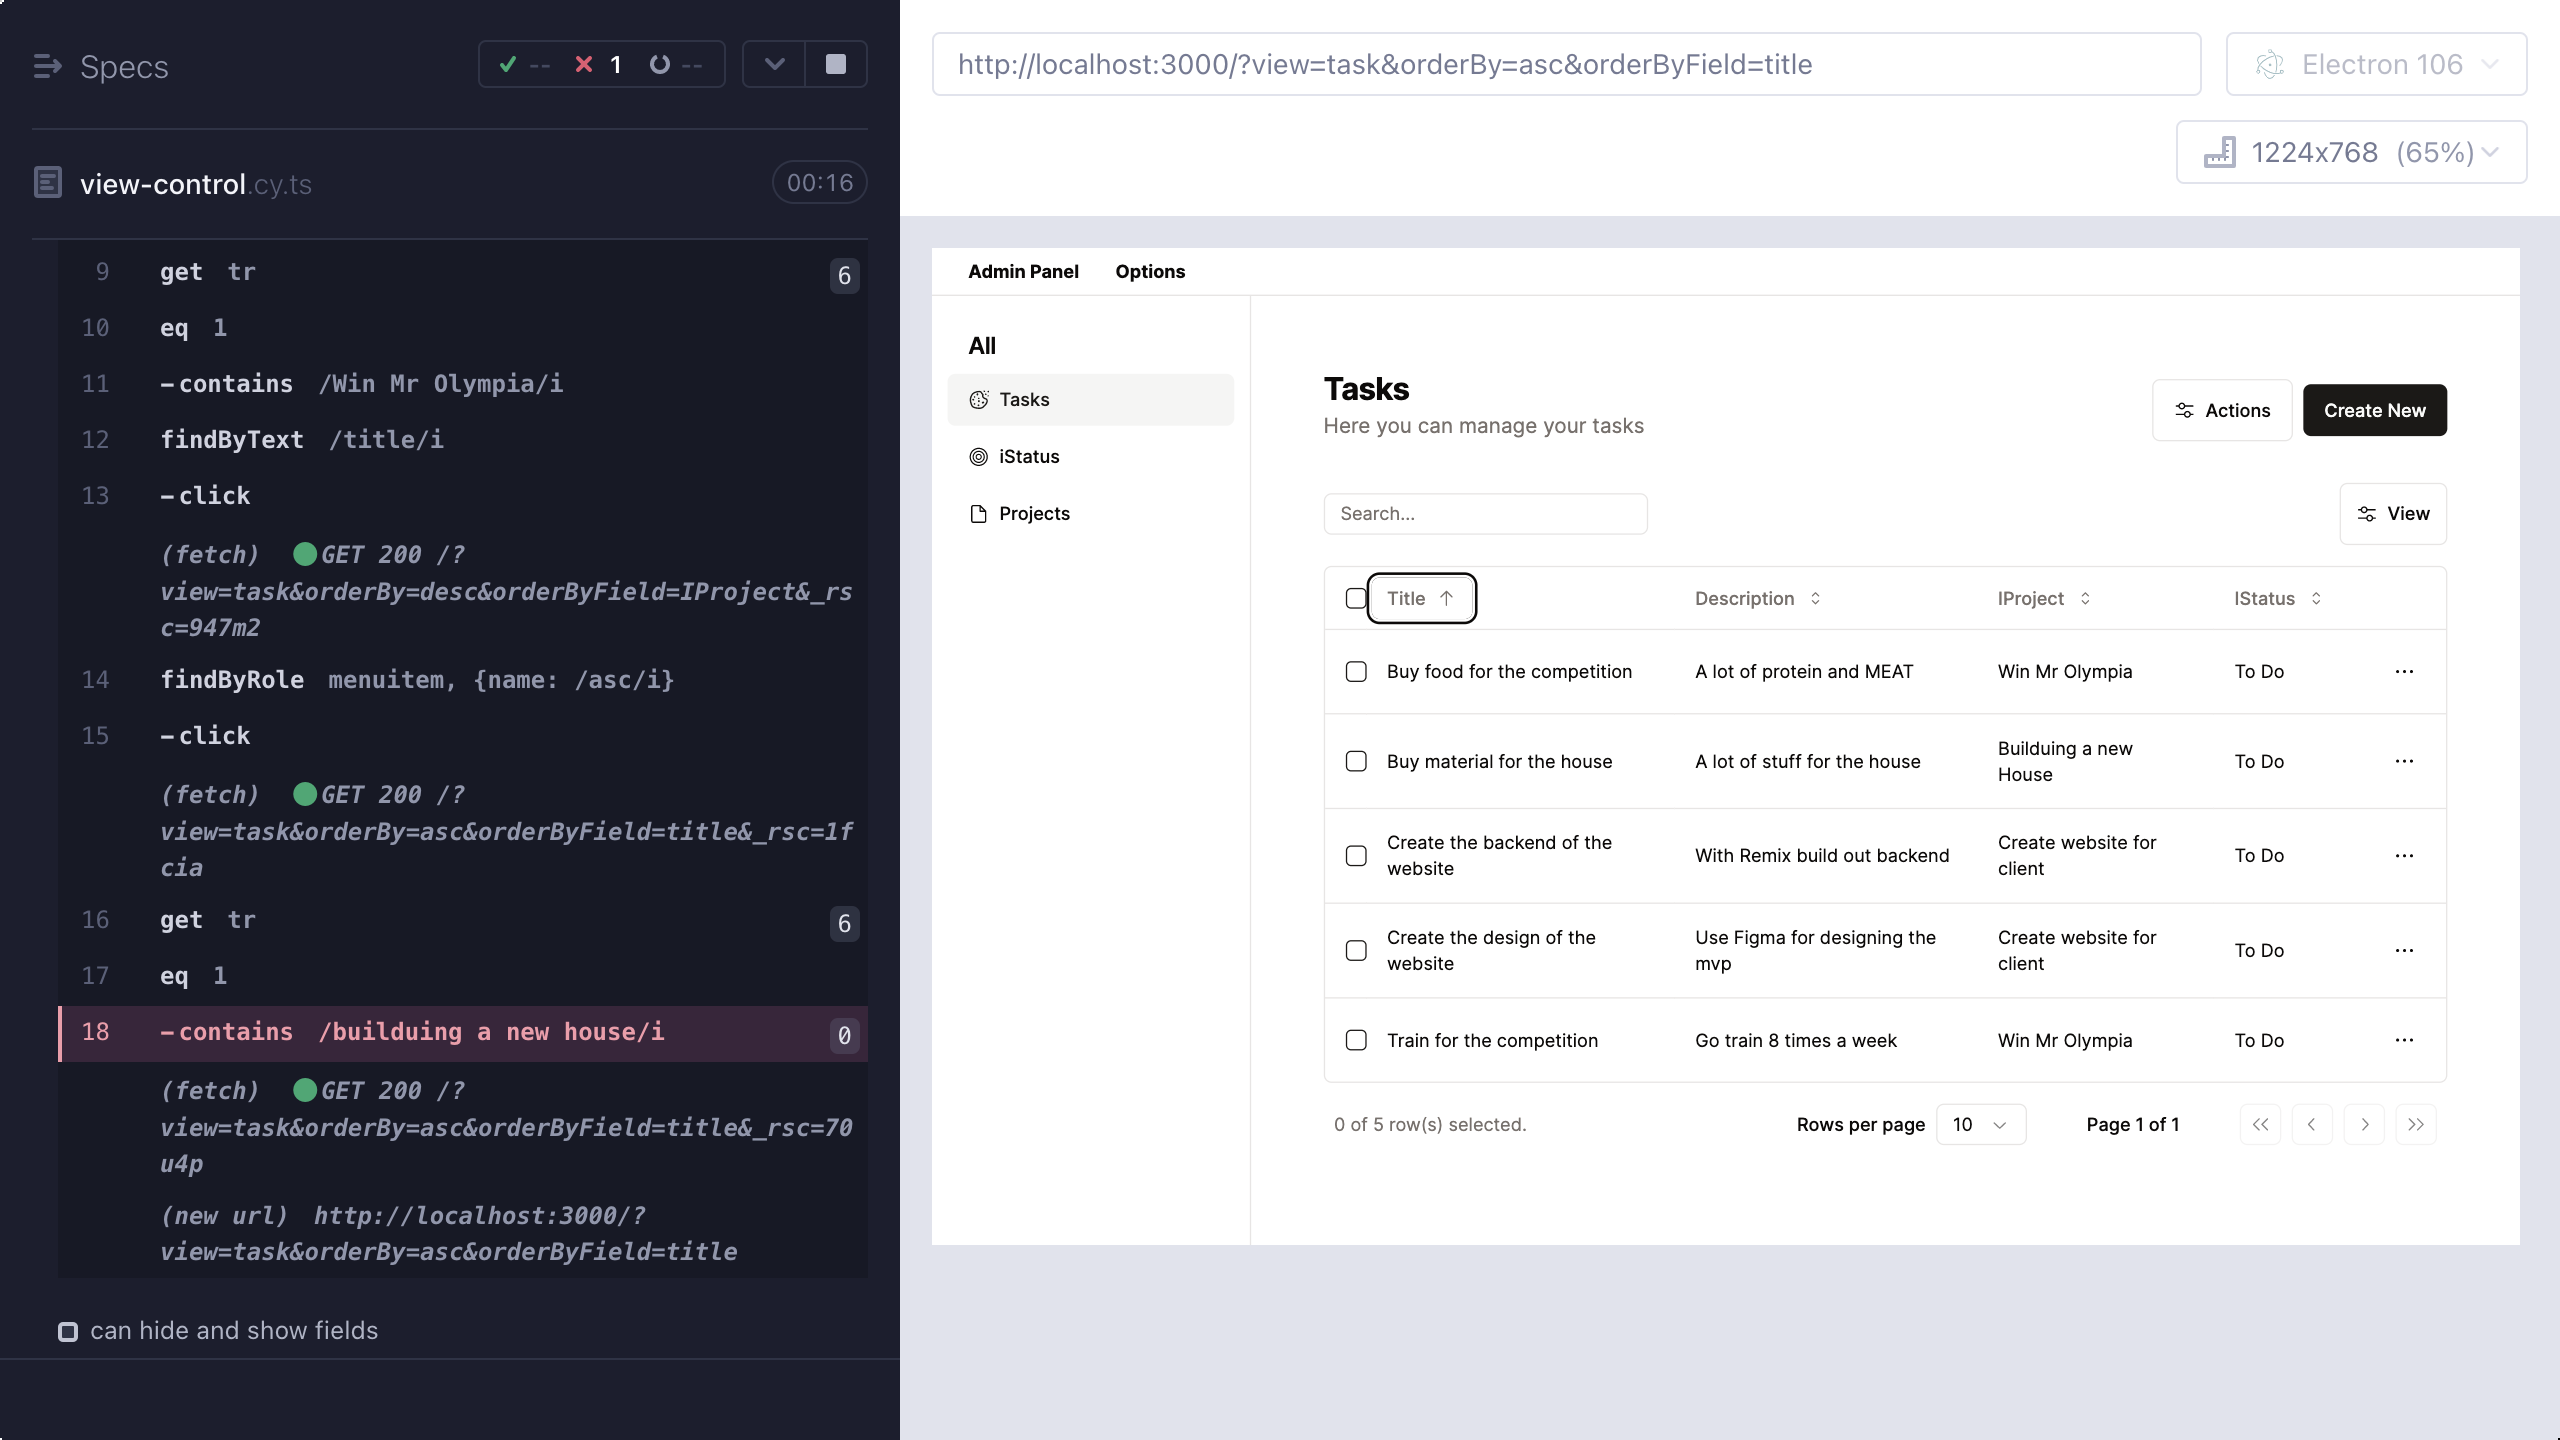 Specs
-- 1 --
view-control.cy.ts
00:16
9 get tr 6
10 eq 1
11 -contains /Win Mr Olympia/i
12 findByText /title/i
13 -click
(fetch) GET 200 /?
view=task&orderBy=desc&orderByField=IProject&_rs
c=947m2
14 findByRole menuitem, {name: /asc/i}
15 -click
(fetch) GET 200 /?
view=task&orderBy=asc&orderByField=title&_rsc=1f
cia
16 get tr 6
17 eq 1
18 -contains /builduing a new house/i 0
(fetch) GET 200 /?
view=task&orderBy=asc&orderByField=title&_rsc=70
u4p
(new url) http://localhost:3000/?
view=task&orderBy=asc&orderByField=title
can hide and show fields
http://localhost:3000/?view=task&orderBy=asc&orderByField=title
Electron 106
1224x768 (65%)
Admin Panel Options
All
Tasks
iStatus
Projects
Tasks
Here you can manage your tasks
Actions
Create New
Search...
View
Title Description IProject IStatus
Buy food for the competition A lot of protein and MEAT Win Mr Olympia To Do ...
Buy material for the house A lot of stuff for the house Builduing a new
House To Do ...
Create the backend of the
website With Remix build out backend Create website for
client To Do ...
Create the design of the
website Use Figma for designing the
mvp Create website for
client To Do ...
Train for the competition Go train 8 times a week Win Mr Olympia To Do ...
0 of 5 row(s) selected.
Rows per page 10
Page 1 of 1